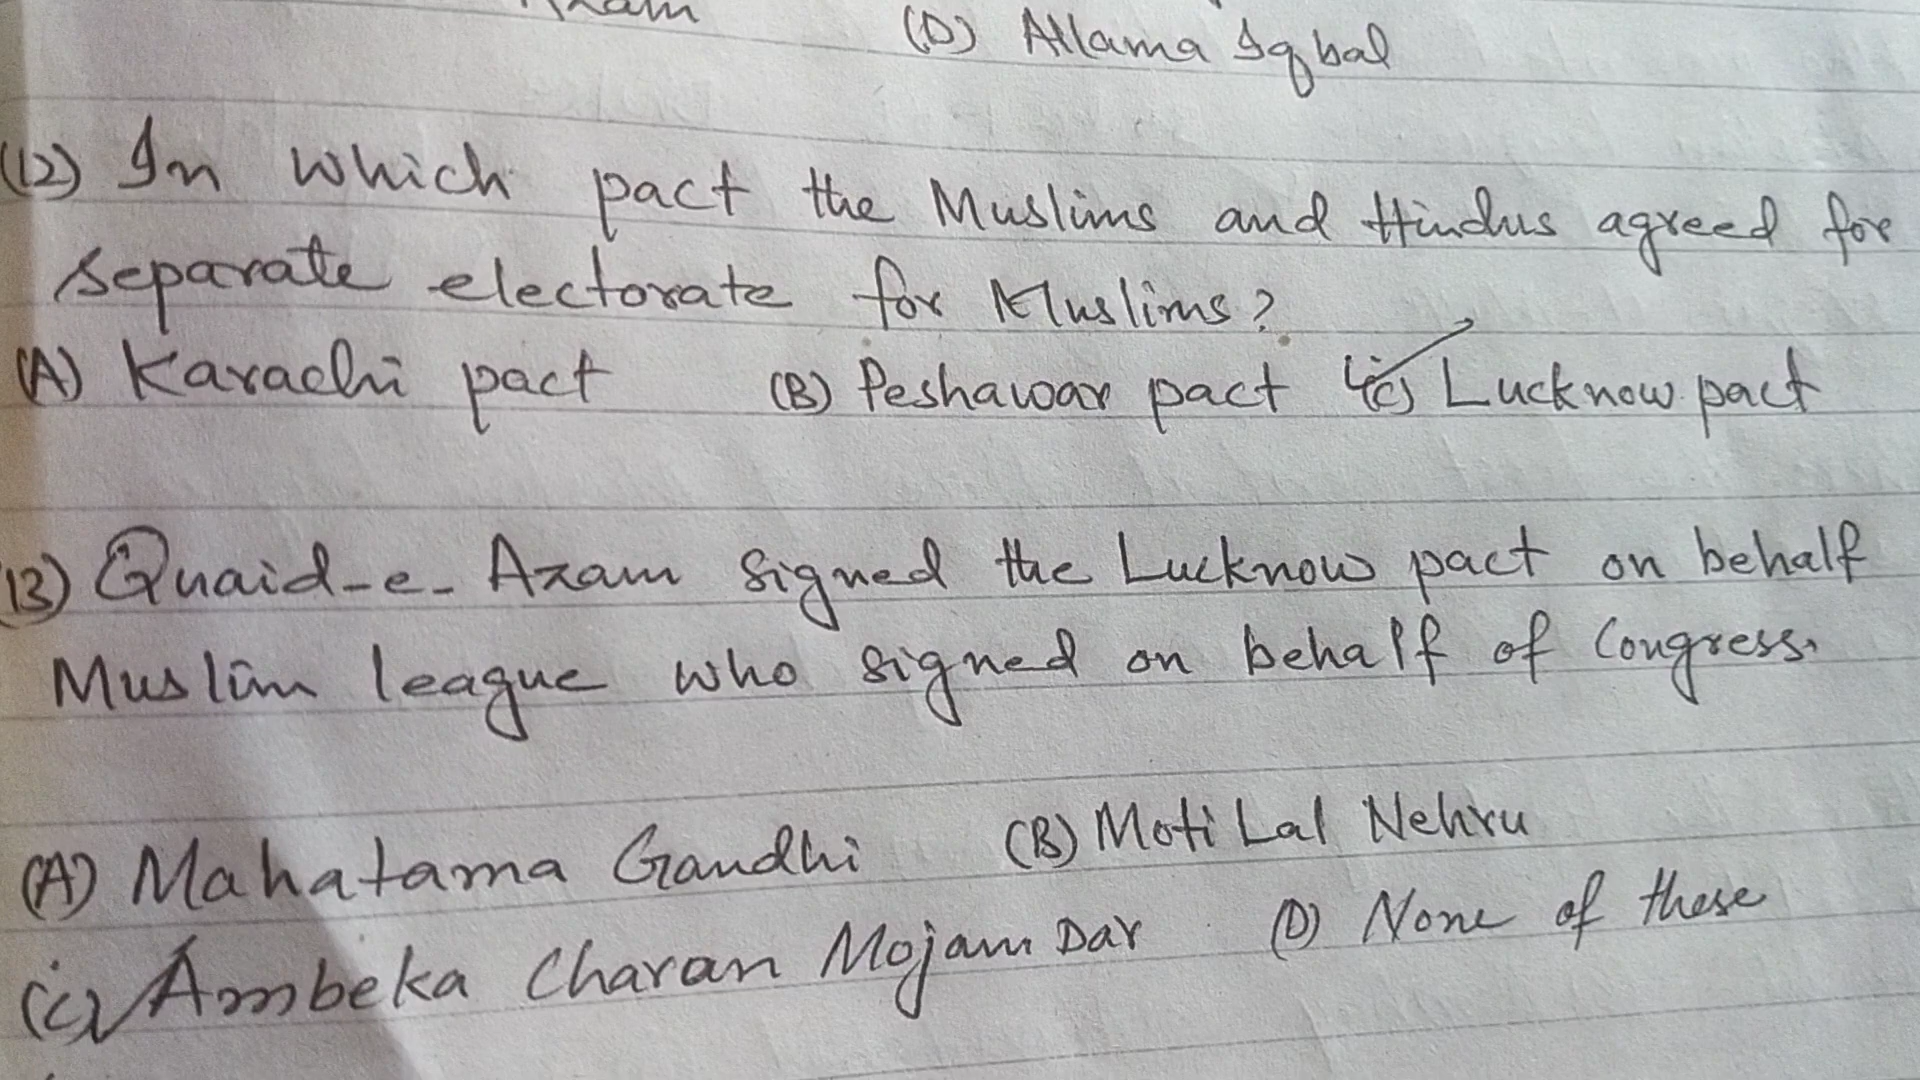 (D) Allama Iqbal
(12) In which pact the Muslims and Hindus agreed for
separate electorate for Muslims?
(A) Karachi pact (B) Peshawar pact (C) Lucknow pact
13) Quaid-e-Azam signed the Lucknow pact on behalf
Muslim league who signed on behalf of Congress.
(A) Mahatama Gandhi (B) Moti Lal Nehru
(C) Ambeka Charan Mojam Dar (D) None of these